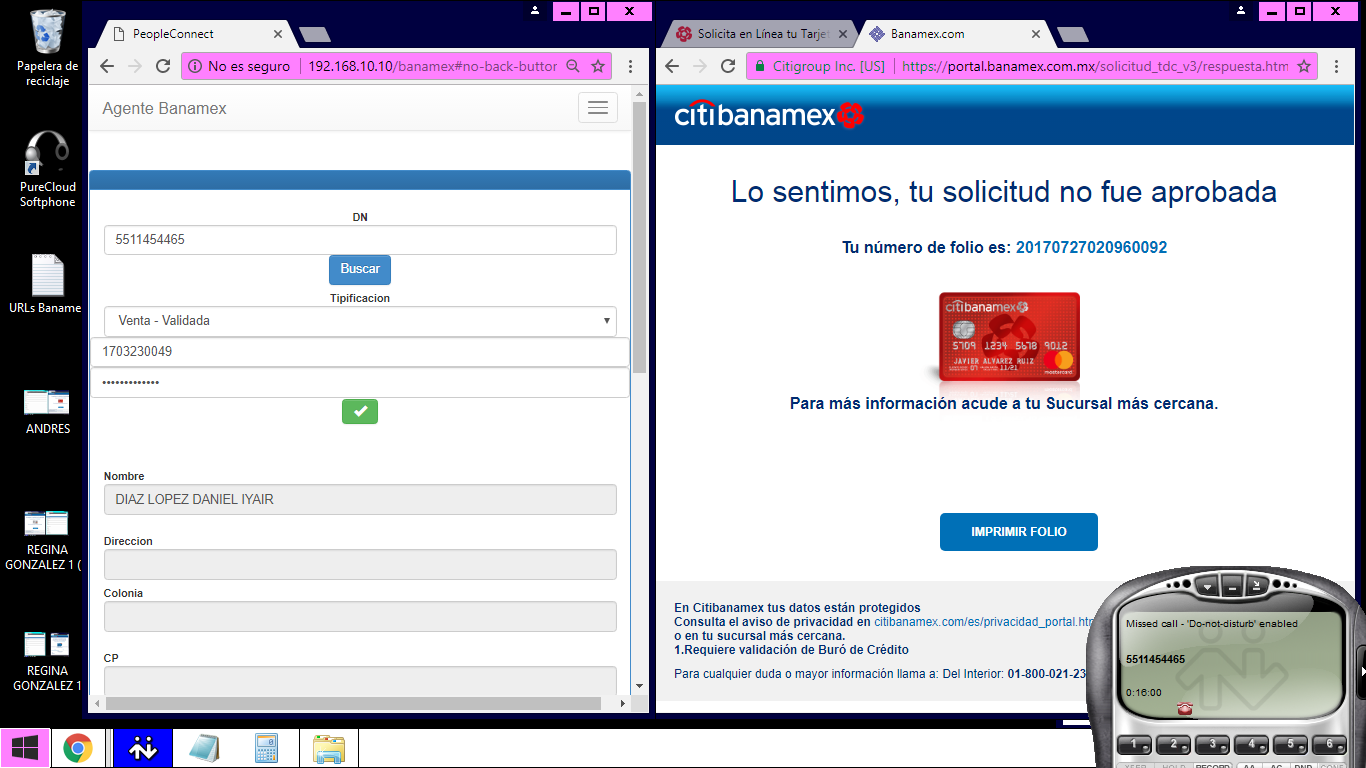 Papelera de
reciclaje
PureCloud
Softphone
URLs Baname
ANDRES
REGINA
GONZALEZ 1 (
REGINA
GONZALEZ 1
PeopleConnect
No es seguro
192.168.10.10/banamex#no-back-button
Agente Banamex
DN
5511454465
Buscar
Tipificacion
Venta - Validada
1703230049
•••••••••••••
Nombre
DIAZ LOPEZ DANIEL IYAIR
Direccion
Colonia
CP
Solicita en Línea tu Tarjet
Banamex.com
Citigroup Inc. [US]
https://portal.banamex.com.mx/solicitud_tdc_v3/respuesta.htm
citibanamex
Lo sentimos, tu solicitud no fue aprobada
Tu número de folio es: 20170727020960092
citibanamex
5709 1234 5678 9012
JAVIER ALVAREZ RUIZ
07 11/21
mastercard
Para más información acude a tu Sucursal más cercana.
IMPRIMIR FOLIO
En Citibanamex tus datos están protegidos
Consulta el aviso de privacidad en citibanamex.com/es/privacidad_portal.htm
o en tu sucursal más cercana.
1.Requiere validación de Buró de Crédito
Para cualquier duda o mayor información llama a: Del Interior: 01-800-021-23
Missed call - 'Do-not-disturb' enabled
5511454465
0:16:00
1 2 3 4 5 6
XFER HOLD RECORD AA AC DND CONF